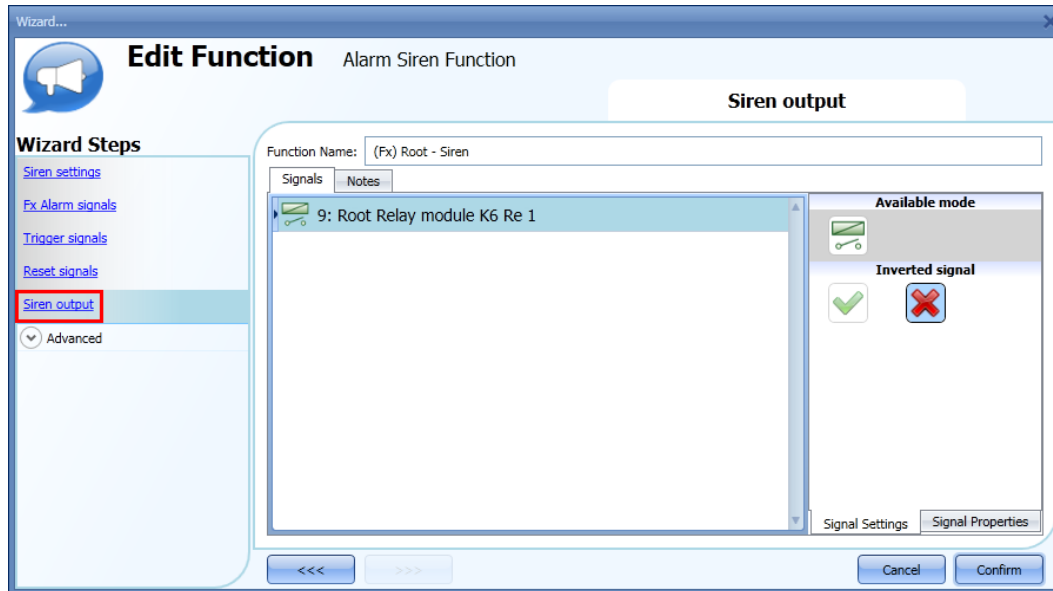 Wizard...
Edit Function Alarm Siren Function
Siren output
Wizard Steps
Siren settings
Fx Alarm signals
Trigger signals
Reset signals
Siren output
Advanced
Function Name: (Fx) Root - Siren
Signals Notes
9: Root Relay module K6 Re 1
Available mode
Inverted signal
Signal Settings Signal Properties
<<< >>> Cancel Confirm